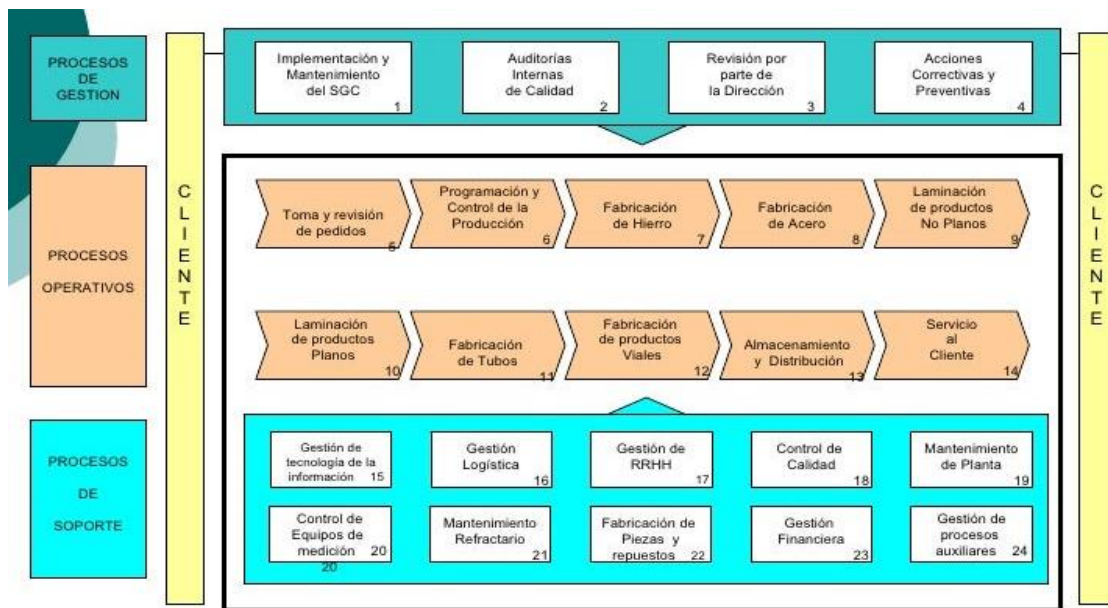 PROCESOS
DE
GESTION
Implementación y
Mantenimiento
del SGC
1
Auditorías
Internas
de Calidad
2
Revisión por
parte de
la Dirección
3
Acciones
Correctivas y
Preventivas
4
CLIENTE
CLIENTE
PROCESOS
OPERATIVOS
Toma y revisión
de pedidos
5
Programación y
Control de la
Producción
6
Fabricación
de Hierro
7
Fabricación
de Acero
8
Laminación
de productos
No Planos
9
Laminación
de productos
Planos
10
Fabricación
de Tubos
11
Fabricación
de productos
Viales
12
Almacenamiento
y Distribución
13
Servicio
al
Cliente
14
PROCESOS
DE
SOPORTE
Gestión de
tecnología de la
información 15
Gestión
Logística
16
Gestión de
RRHH
17
Control de
Calidad
18
Mantenimiento
de Planta
19
Control de
Equipos de
medición 20
20
Mantenimiento
Refractario
21
Fabricación de
Piezas y
repuestos 22
Gestión
Financiera
23
Gestión de
procesos
auxiliares 24